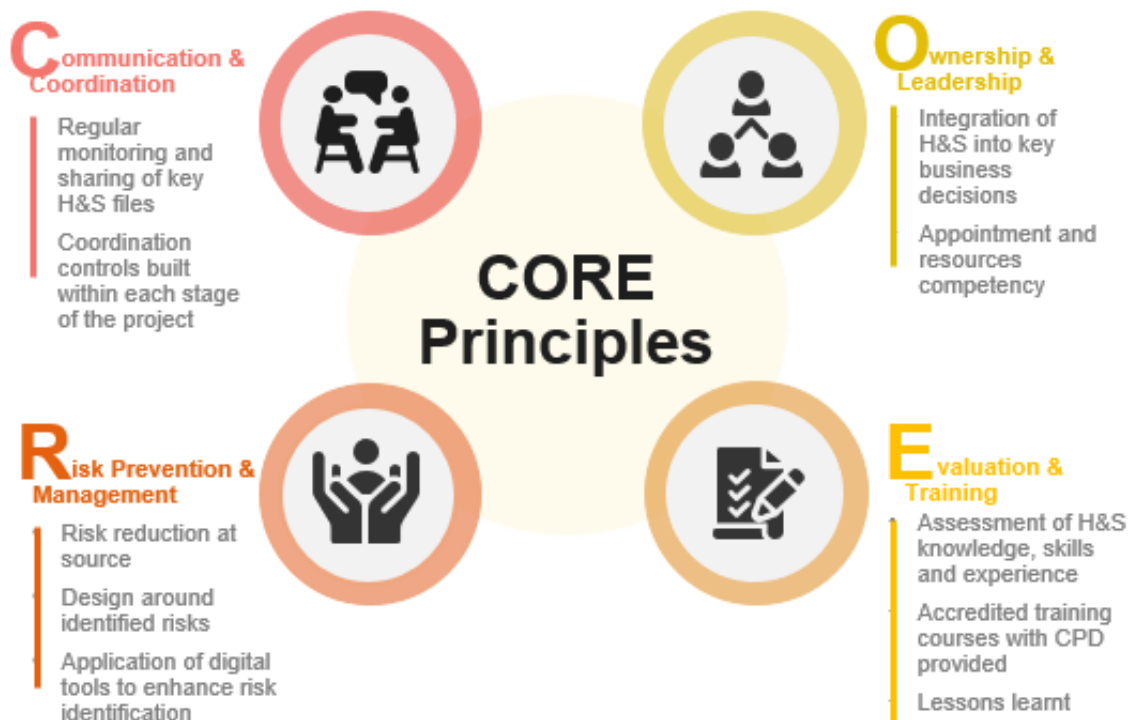 Communication &
Coordination
Regular
monitoring and
sharing of key
H&S files
Coordination
controls built
within each stage
of the project
Ownership &
Leadership
Integration of
H&S into key
business
decisions
Appointment and
resources
competency
CORE
Principles
Risk Prevention &
Management
Risk reduction at
source
Design around
identified risks
Application of digital
tools to enhance risk
identification
Evaluation &
Training
Assessment of H&S
knowledge, skills
and experience
Accredited training
courses with CPD
provided
Lessons learnt